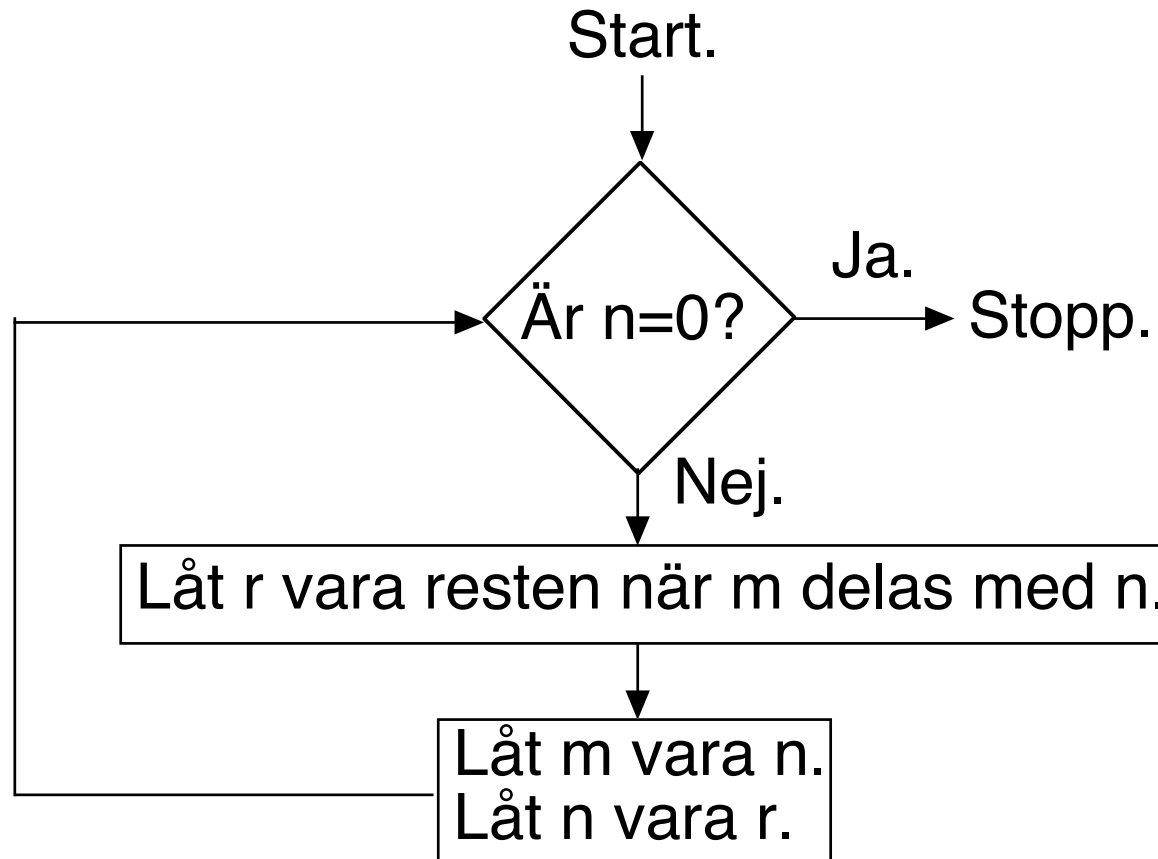 Start.
Är n=0?
Ja.
Stopp.
Nej.
Låt r vara resten när m delas med n.
Låt m vara n.
Låt n vara r.